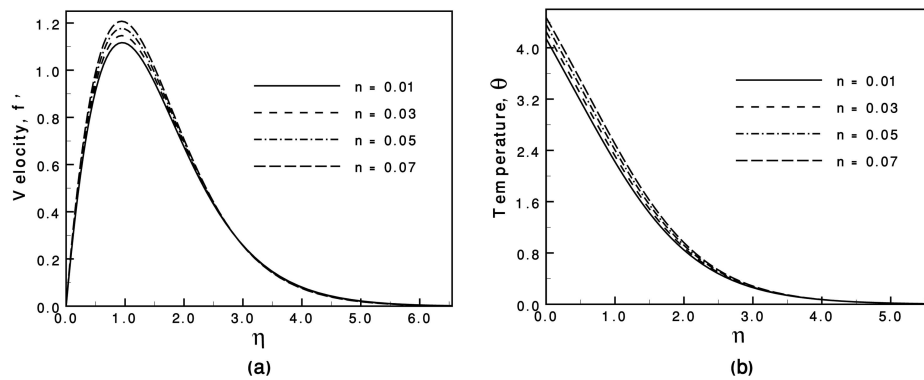 1.2
1.0
0.8
0.6
0.4
0.2
0.0
Velocity, f '
n = 0.01
n = 0.03
n = 0.05
n = 0.07
0.0 1.0 2.0 3.0 4.0 5.0 6.0
η
(a)
4.0
3.2
2.4
1.6
0.8
0.0
Temperature, θ
n = 0.01
n = 0.03
n = 0.05
n = 0.07
0.0 1.0 2.0 3.0 4.0 5.0
n
(b)